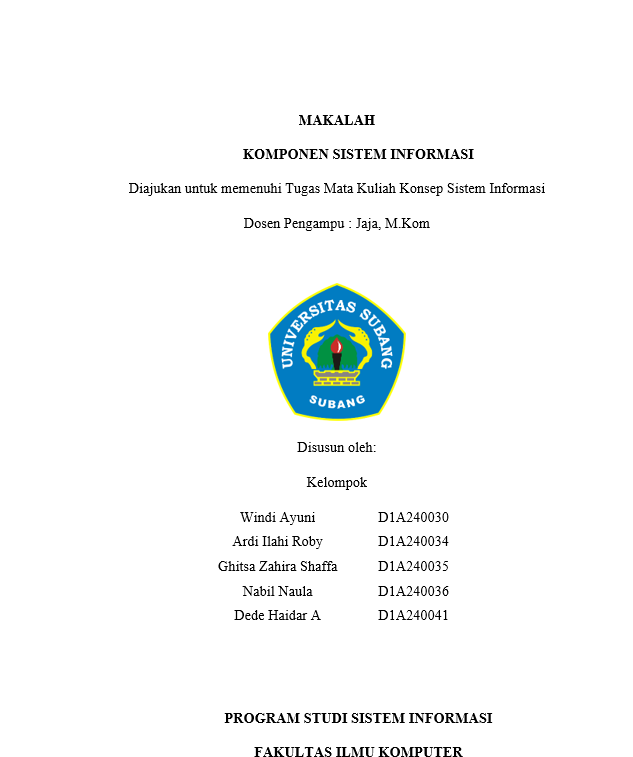 MAKALAH
KOMPONEN SISTEM INFORMASI
Diajukan untuk memenuhi Tugas Mata Kuliah Konsep Sistem Informasi
Dosen Pengampu : Jaja, M.Kom
UNIVERSITAS SUBANG
SUBANG
Disusun oleh:
Kelompok
Windi Ayuni D1A240030
Ardi Ilahi Roby D1A240034
Ghitsa Zahira Shaffa D1A240035
Nabil Naula D1A240036
Dede Haidar A D1A240041
PROGRAM STUDI SISTEM INFORMASI
FAKULTAS ILMU KOMPUTER